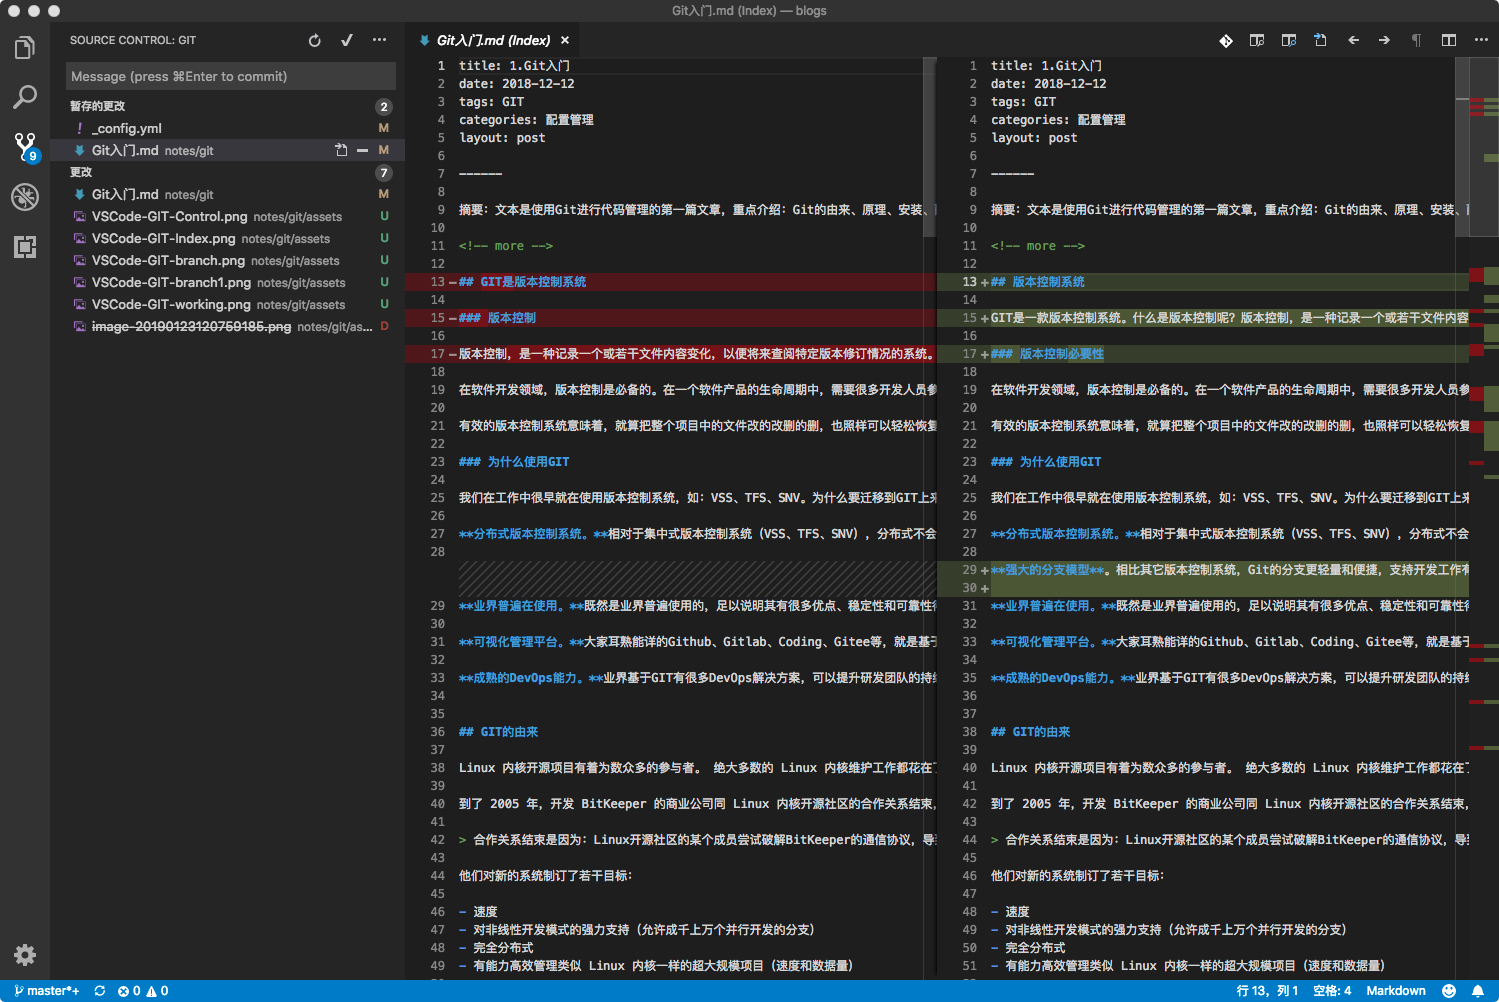 Git入门.md (Index) — blogs
SOURCE CONTROL: GIT
Message (press ⌘Enter to commit)
暂存的更改 2
! _config.yml M
Git入门.md notes/git M
更改 7
Git入门.md notes/git M
VSCode-GIT-Control.png notes/git/assets U
VSCode-GIT-Index.png notes/git/assets U
VSCode-GIT-branch.png notes/git/assets U
VSCode-GIT-branch1.png notes/git/assets U
VSCode-GIT-working.png notes/git/assets U
image-20190123120759185.png notes/git/as... D
9
Git入门.md (Index) ×
1 title: 1.Git入门
2 date: 2018-12-12
3 tags: GIT
4 categories: 配置管理
5 layout: post
6
7 ------
8
9 摘要：文本是使用Git进行代码管理的第一篇文章，重点介绍：Git的由来、原理、安装、
10
11 <!-- more -->
12
13 − ## GIT是版本控制系统
14
15 − ### 版本控制
16
17 − 版本控制，是一种记录一个或若干文件内容变化，以便将来查阅特定版本修订情况的系统。
18
19 在软件开发领域，版本控制是必备的。在一个软件产品的生命周期中，需要很多开发人员参
20
21 有效的版本控制系统意味着，就算把整个项目中的文件改的改删的删，也照样可以轻松恢复
22
23 ### 为什么使用GIT
24
25 我们在工作中很早就在使用版本控制系统，如：VSS、TFS、SNV。为什么要迁移到GIT上来
26
27 **分布式版本控制系统。**相对于集中式版本控制系统（VSS、TFS、SNV），分布式不会
28
29 **业界普遍在使用。**既然是业界普遍使用的，足以说明其有很多优点、稳定性和可靠性
30
31 **可视化管理平台。**大家耳熟能详的Github、Gitlab、Coding、Gitee等，就是基于
32
33 **成熟的DevOps能力。**业界基于GIT有很多DevOps解决方案，可以提升研发团队的持续
34
35
36 ## GIT的由来
37
38 Linux 内核开源项目有着为数众多的参与者。 绝大多数的 Linux 内核维护工作都花在了
39
40 到了 2005 年，开发 BitKeeper 的商业公司同 Linux 内核开源社区的合作关系结束，
41
42 > 合作关系结束是因为：Linux开源社区的某个成员尝试破解BitKeeper的通信协议，导
43
44 他们对新的系统制订了若干目标：
45
46 - 速度
47 - 对非线性开发模式的强力支持（允许成千上万个并行开发的分支）
48 - 完全分布式
49 - 有能力高效管理类似 Linux 内核一样的超大规模项目（速度和数据量）
1 title: 1.Git入门
2 date: 2018-12-12
3 tags: GIT
4 categories: 配置管理
5 layout: post
6
7 ------
8
9 摘要：文本是使用Git进行代码管理的第一篇文章，重点介绍：Git的由来、原理、安装、
10
11 <!-- more -->
12
13 + ## 版本控制系统
14
15 + GIT是一款版本控制系统。什么是版本控制呢？版本控制，是一种记录一个或若干文件内容
16
17 + ### 版本控制必要性
18
19 在软件开发领域，版本控制是必备的。在一个软件产品的生命周期中，需要很多开发人员参
20
21 有效的版本控制系统意味着，就算把整个项目中的文件改的改删的删，也照样可以轻松恢复
22
23 ### 为什么使用GIT
24
25 我们在工作中很早就在使用版本控制系统，如：VSS、TFS、SNV。为什么要迁移到GIT上来
26
27 **分布式版本控制系统。**相对于集中式版本控制系统（VSS、TFS、SNV），分布式不会
28
29 + **强大的分支模型**。相比其它版本控制系统，Git的分支更轻量和便捷，支持开发工作有
30 +
31 **业界普遍在使用。**既然是业界普遍使用的，足以说明其有很多优点、稳定性和可靠性
32
33 **可视化管理平台。**大家耳熟能详的Github、Gitlab、Coding、Gitee等，就是基于
34
35 **成熟的DevOps能力。**业界基于GIT有很多DevOps解决方案，可以提升研发团队的持续
36
37
38 ## GIT的由来
39
40 Linux 内核开源项目有着为数众多的参与者。 绝大多数的 Linux 内核维护工作都花在了
41
42 到了 2005 年，开发 BitKeeper 的商业公司同 Linux 内核开源社区的合作关系结束，
43
44 > 合作关系结束是因为：Linux开源社区的某个成员尝试破解BitKeeper的通信协议，导
45
46 他们对新的系统制订了若干目标：
47
48 - 速度
49 - 对非线性开发模式的强力支持（允许成千上万个并行开发的分支）
50 - 完全分布式
51 - 有能力高效管理类似 Linux 内核一样的超大规模项目（速度和数据量）
master*+ 0 0 行 13，列 1 空格: 4 Markdown